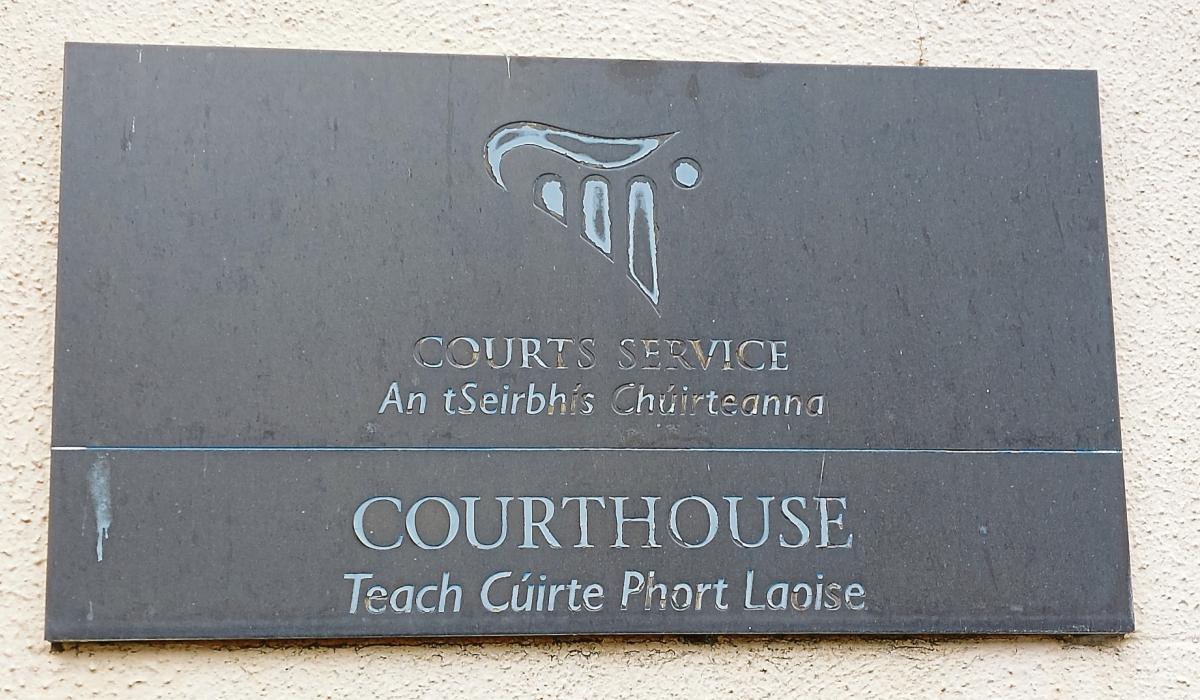 COURTS SERVICE
An tSeirbhís Chúirteanna
COURTHOUSE
Teach Cúirte Phort Laoise